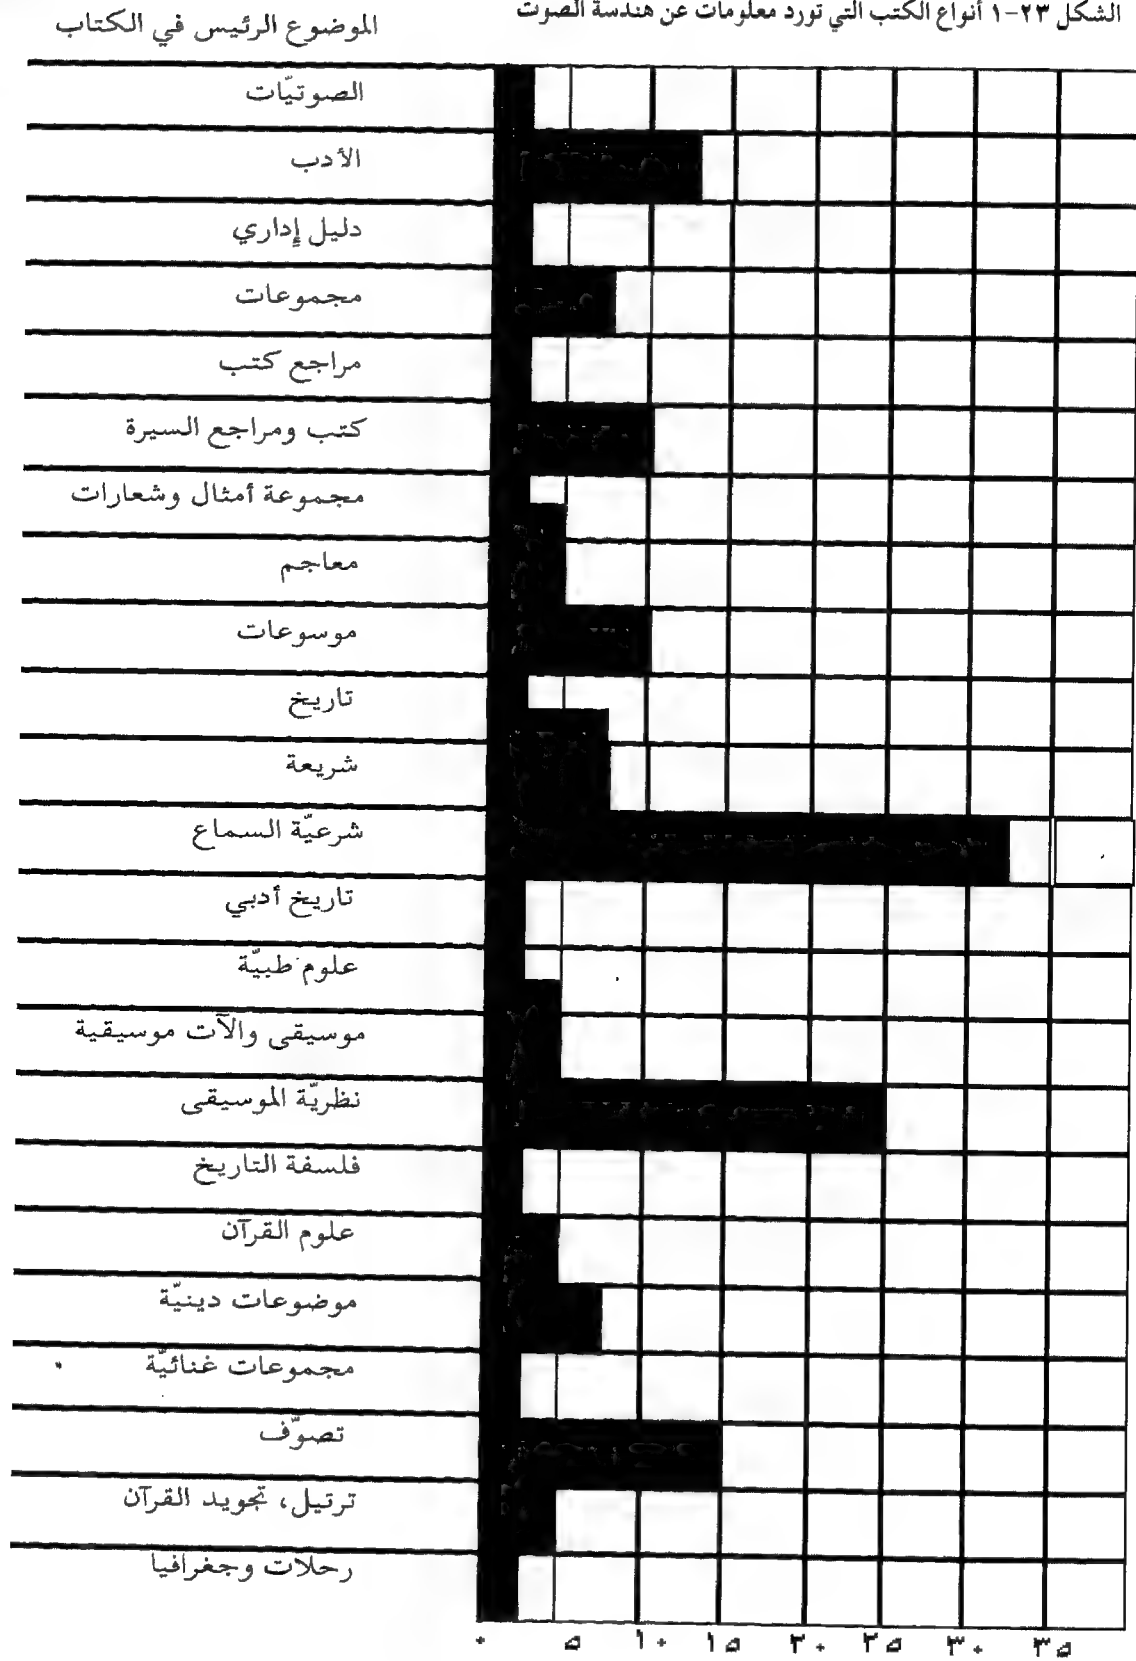 الشكل ٢٣-١ أنواع الكتب التي تورد معلومات عن هندسة الصوت
الموضوع الرئيس في الكتاب
الصوتيّات
الأدب
دليل إداري
مجموعات
مراجع كتب
كتب ومراجع السيرة
مجموعة أمثال وشعارات
معاجم
موسوعات
تاريخ
شريعة
شرعيّة السماع
تاريخ أدبي
علوم طبيّة
موسيقى والآت موسيقية
نظريّة الموسيقى
فلسفة التاريخ
علوم القرآن
موضوعات دينيّة
مجموعات غنائيّة
تصوّف
ترتيل، تجويد القرآن
رحلات وجغرافيا
٠ ٥ ١٠ ١٥ ٢٠ ٢٥ ٣٠ ٣٥